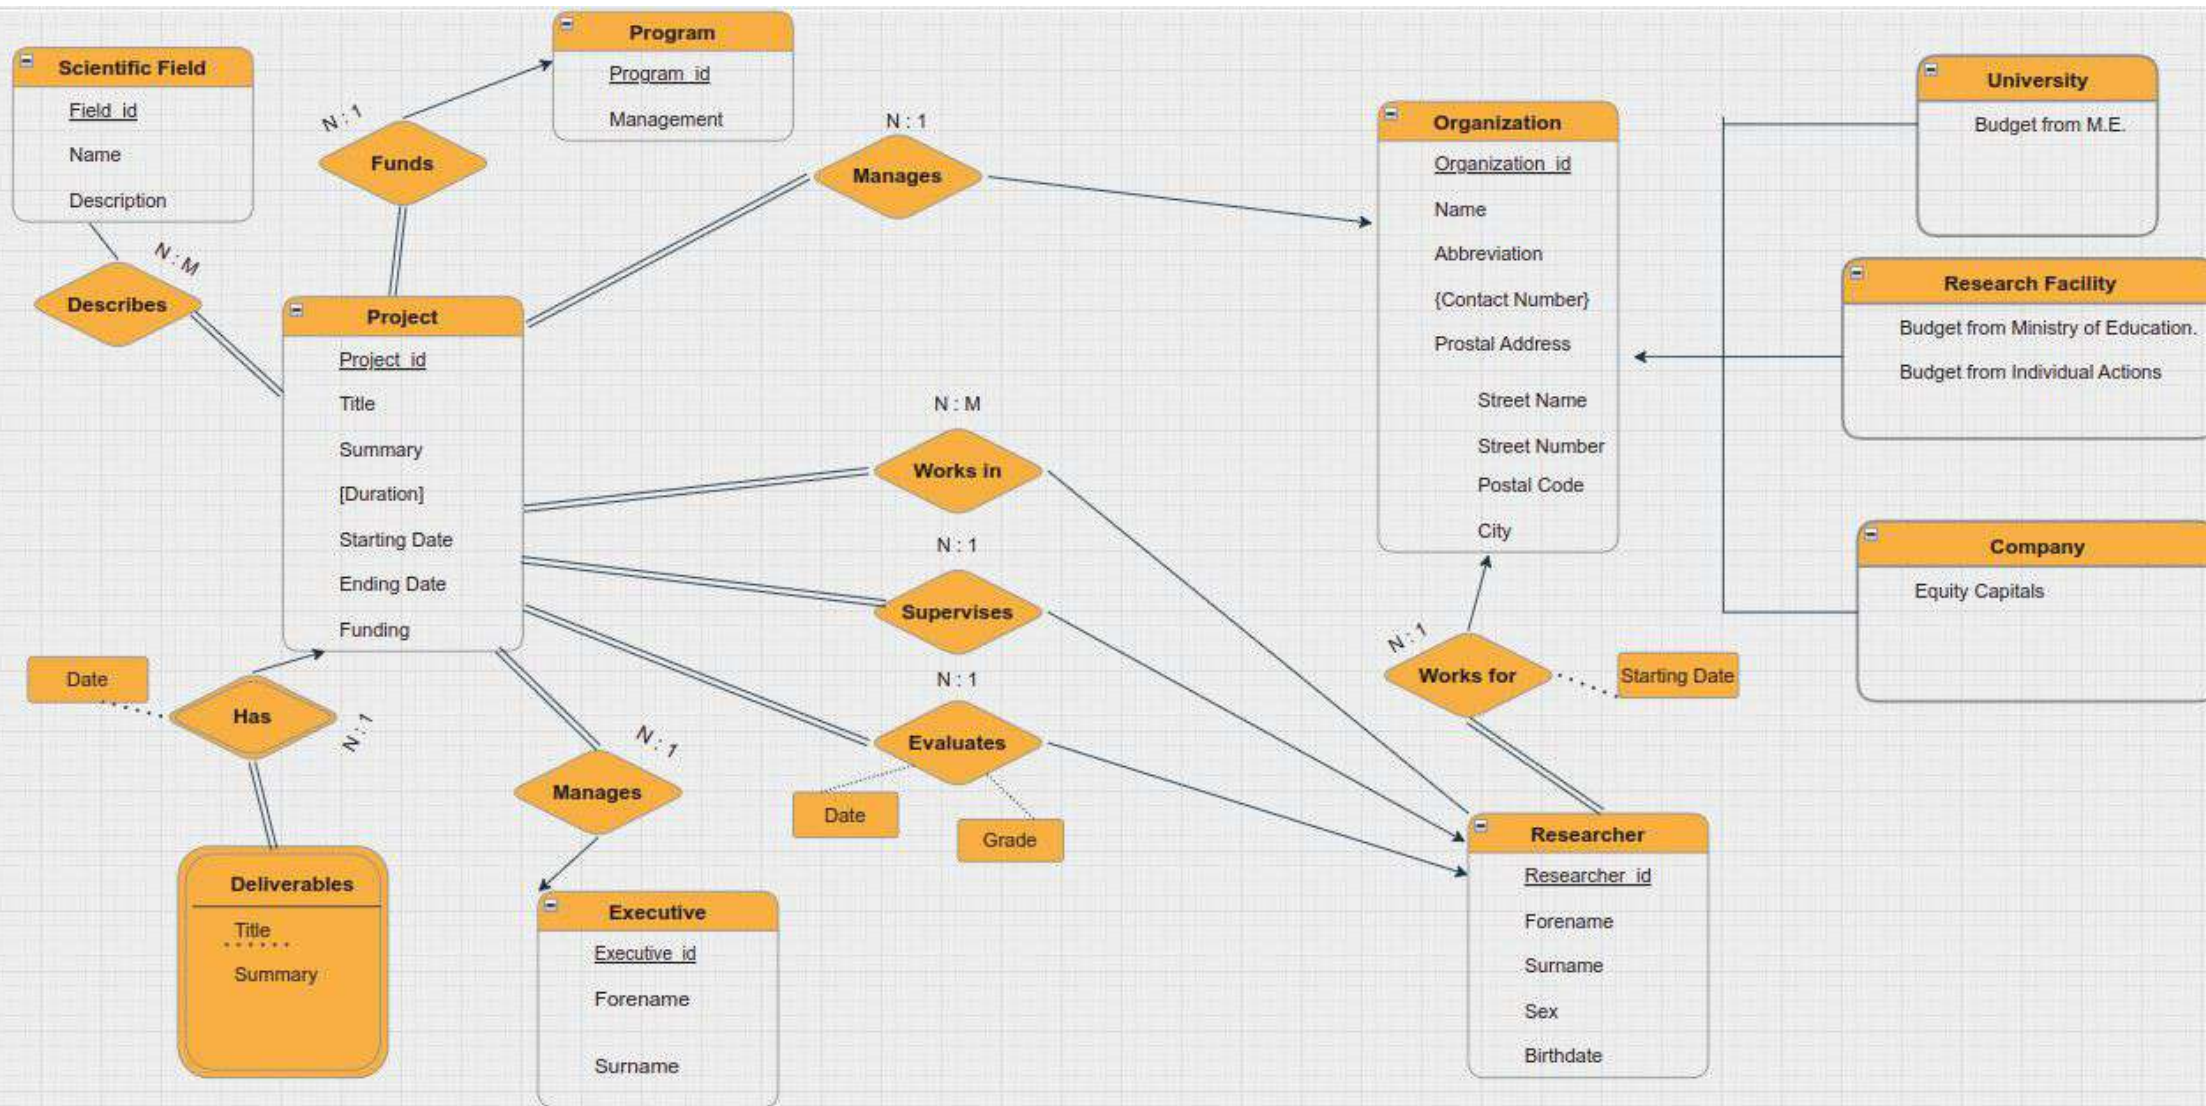 Scientific Field
Field_id
Name
Description
N : M
Describes
N : 1
Funds
Program
Program_id
Management
N : 1
Manages
Project
Project_id
Title
Summary
[Duration]
Starting Date
Ending Date
Funding
N : M
Works in
N : 1
Supervises
N : 1
Evaluates
Date
Grade
Date
Has
N : 1
Deliverables
Title
Summary
N : 1
Manages
Executive
Executive_id
Forename
Surname
Organization
Organization_id
Name
Abbreviation
{Contact Number}
Prostal Address
Street Name
Street Number
Postal Code
City
N : 1
Works for
Starting Date
Researcher
Researcher_id
Forename
Surname
Sex
Birthdate
University
Budget from M.E.
Research Facility
Budget from Ministry of Education.
Budget from Individual Actions
Company
Equity Capitals